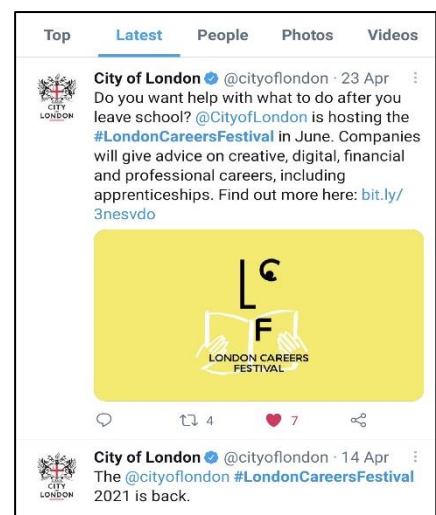 Top Latest People Photos Videos
City of London @cityoflondon · 23 Apr
Do you want help with what to do after you
leave school? @CityofLondon is hosting the
#LondonCareersFestival in June. Companies
will give advice on creative, digital, financial
and professional careers, including
apprenticeships. Find out more here: bit.ly/
3nesvdo
CITY
LONDON
L C
F
LONDON CAREERS
FESTIVAL
4 7
City of London @cityoflondon · 14 Apr
The @cityoflondon #LondonCareersFestival
2021 is back.
CITY
LONDON